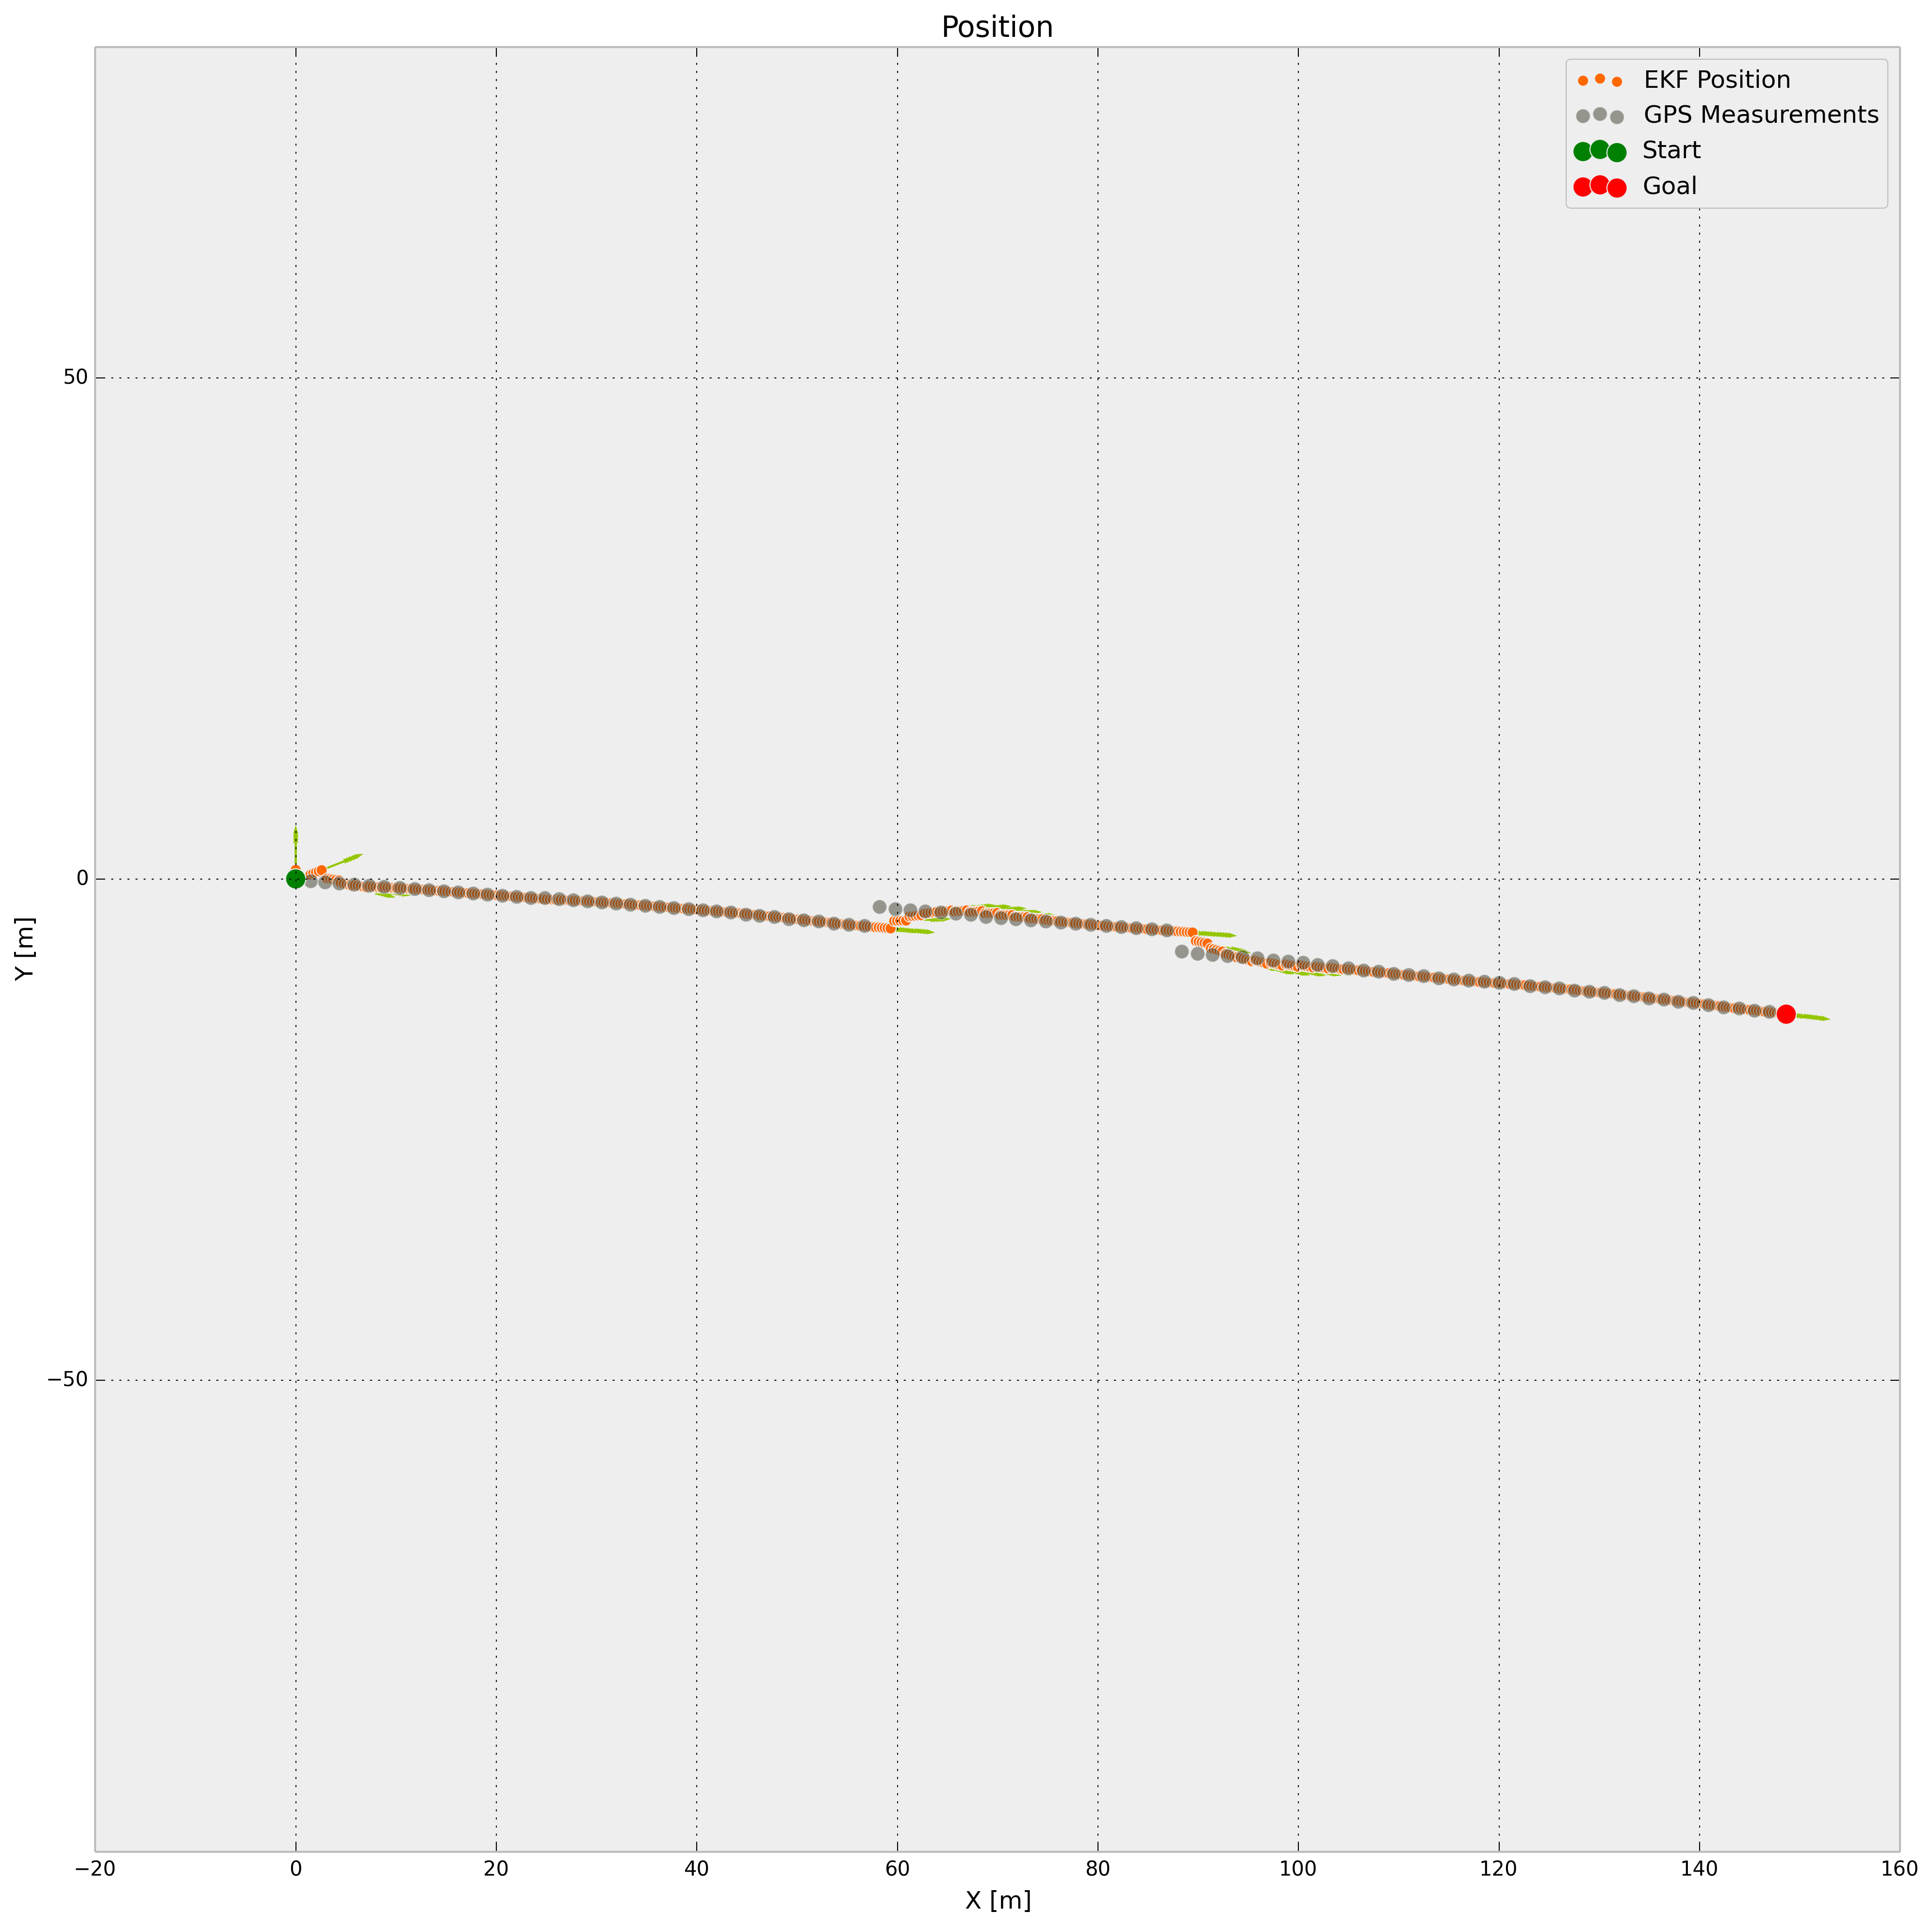 Position
EKF Position
GPS Measurements
Start
Goal
50
0
−50
Y [m]
−20 0 20 40 60 80 100 120 140 160
X [m]